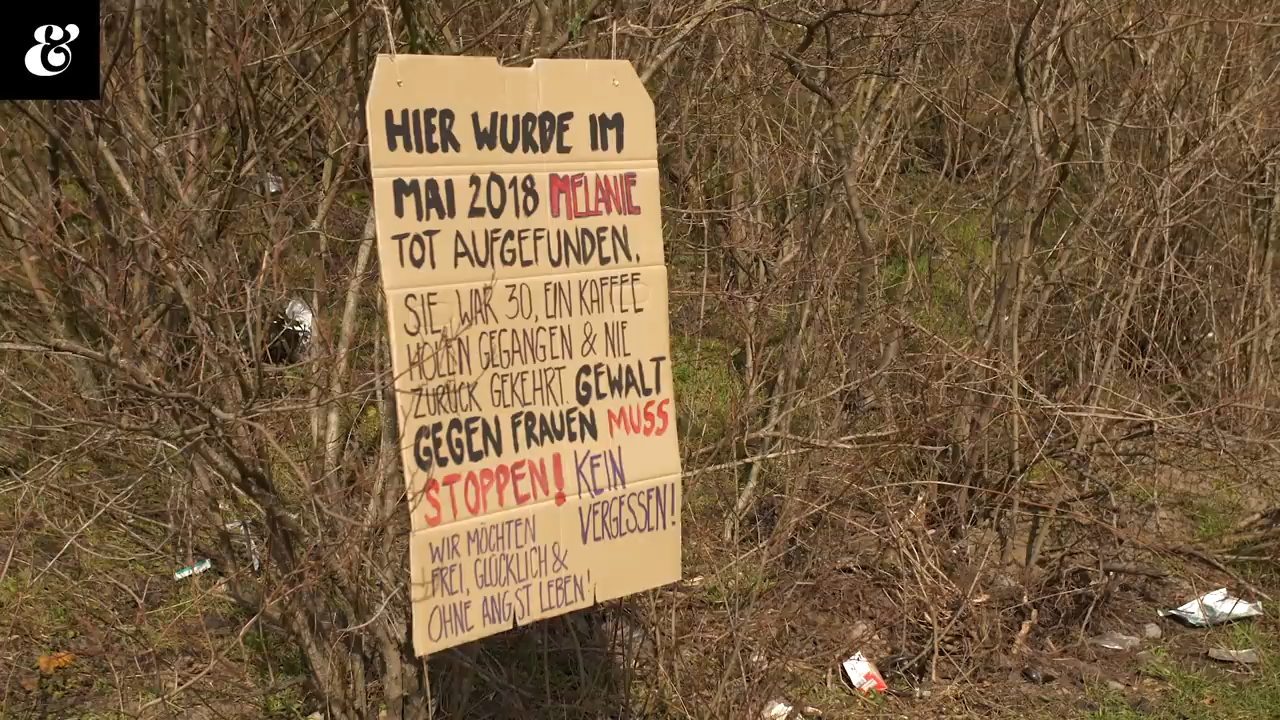 &
HIER WURDE IM
MAI 2018 MELANIE
TOT AUFGEFUNDEN.
SIE WAR 30, EIN KAFFEE
HOLEN GEGANGEN & NIE
ZURÜCK GEKEHRT. GEWALT
GEGEN FRAUEN MUSS
STOPPEN! KEIN
VERGESSEN!
WIR MÖCHTEN
FREI, GLÜCKLICH &
OHNE ANGST LEBEN!